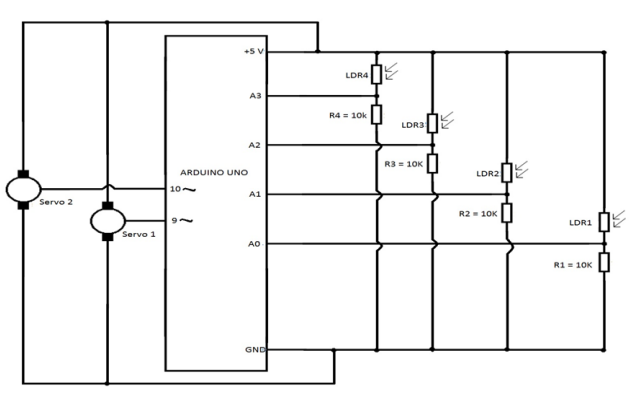 +5 V
LDR4
A3
R4 = 10k
LDR3
A2
R3 = 10K
ARDUINO UNO
LDR2
10 ~
A1
Servo 2
R2 = 10K
9 ~
LDR1
Servo 1
A0
R1 = 10K
GND